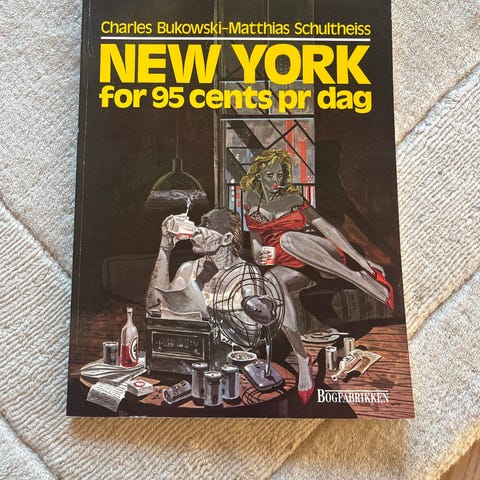 Charles Bukowski-Matthias Schultheiss
NEW YORK
for 95 cents pr dag
BOGFABRIKKEN